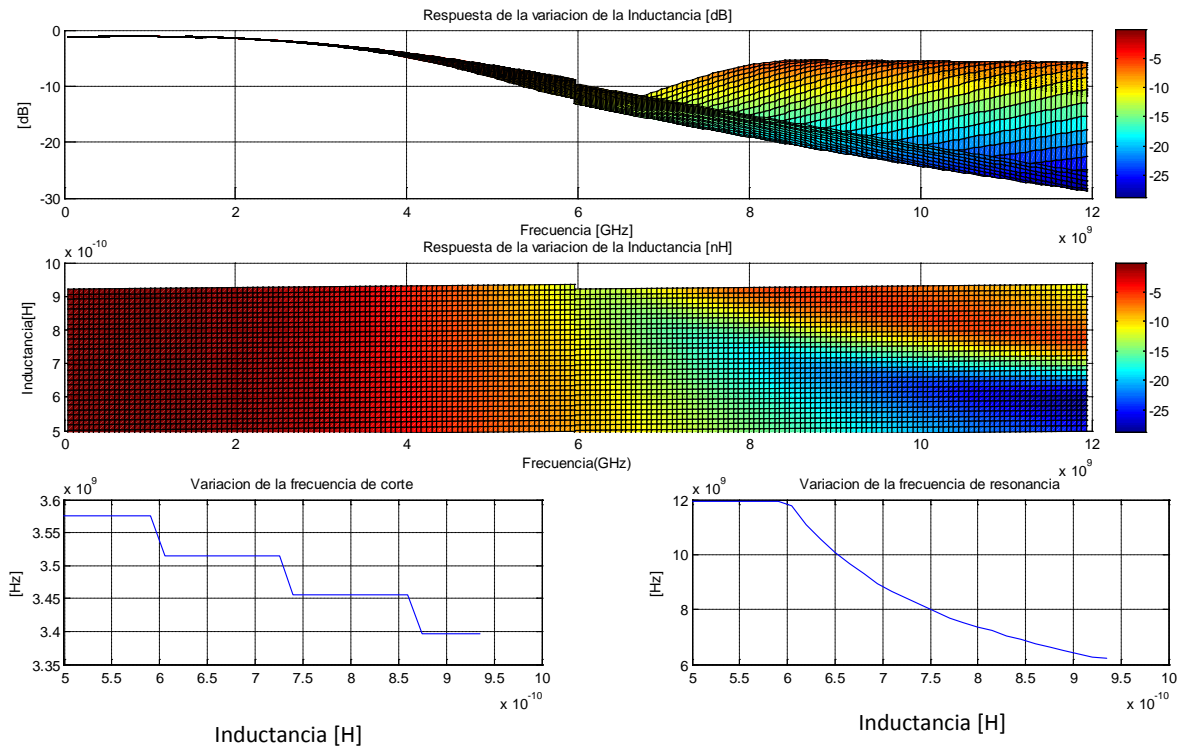 Respuesta de la variacion de la Inductancia [dB]
0
-10
-20
-30
[dB]
0 2 4 6 8 10 12
Frecuencia [GHz]
x 10^9
-5
-10
-15
-20
-25
Respuesta de la variacion de la Inductancia [nH]
x 10^-10
10
9
8
7
6
5
Inductancia[H]
0 2 4 6 8 10 12
Frecuencia(GHz)
x 10^9
-5
-10
-15
-20
-25
Variacion de la frecuencia de corte
x 10^9
3.6
3.55
3.5
3.45
3.4
3.35
[Hz]
5 5.5 6 6.5 7 7.5 8 8.5 9 9.5 10
x 10^-10
Inductancia [H]
Variacion de la frecuencia de resonancia
x 10^9
12
10
8
6
[Hz]
5 5.5 6 6.5 7 7.5 8 8.5 9 9.5 10
x 10^-10
Inductancia [H]